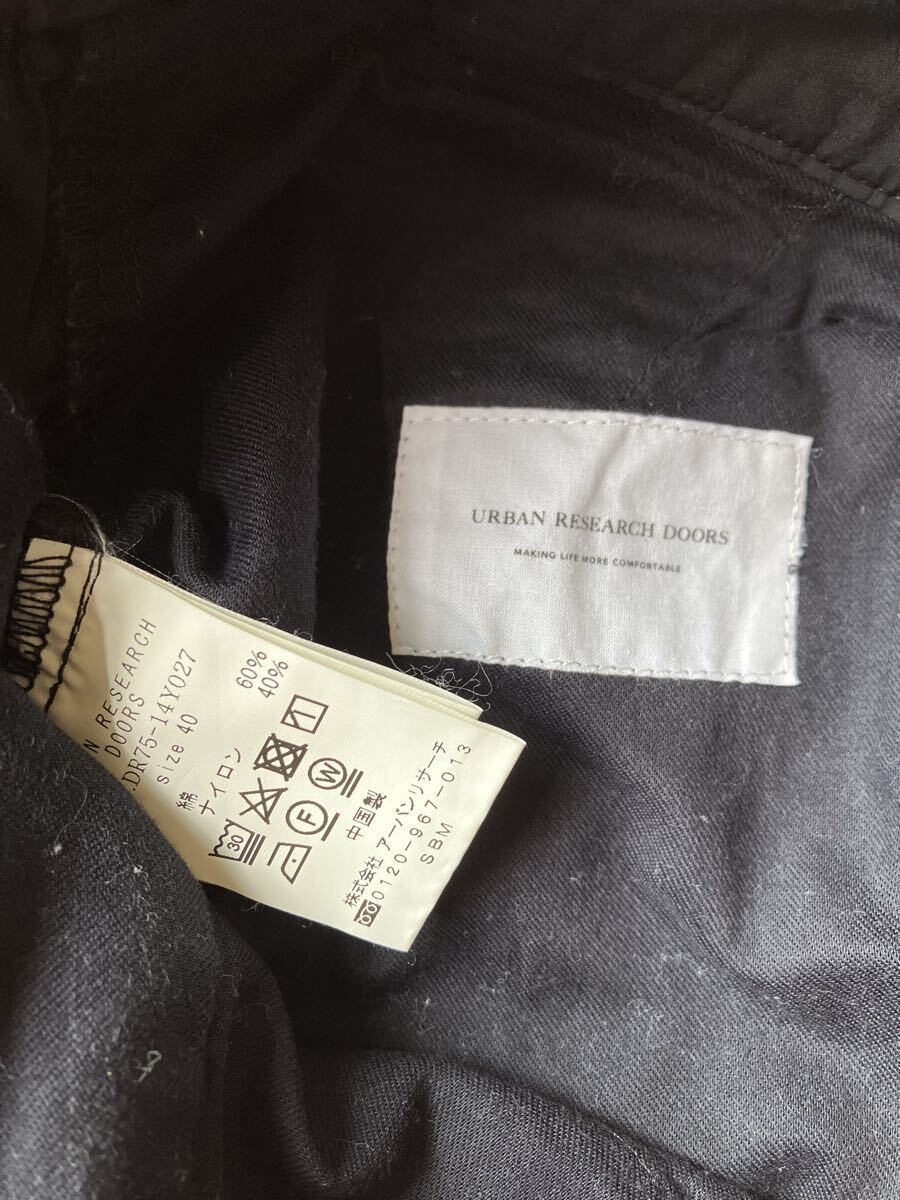 URBAN RESEARCH DOORS
MAKING LIFE MORE COMFORTABLE
RESEARCH
DOORS
DR75-14Y027
size 40
綿 60%
ナイロン 40%
30
F
W
中国製
株式会社 アーバンリサーチ
0120-967-013
SBM